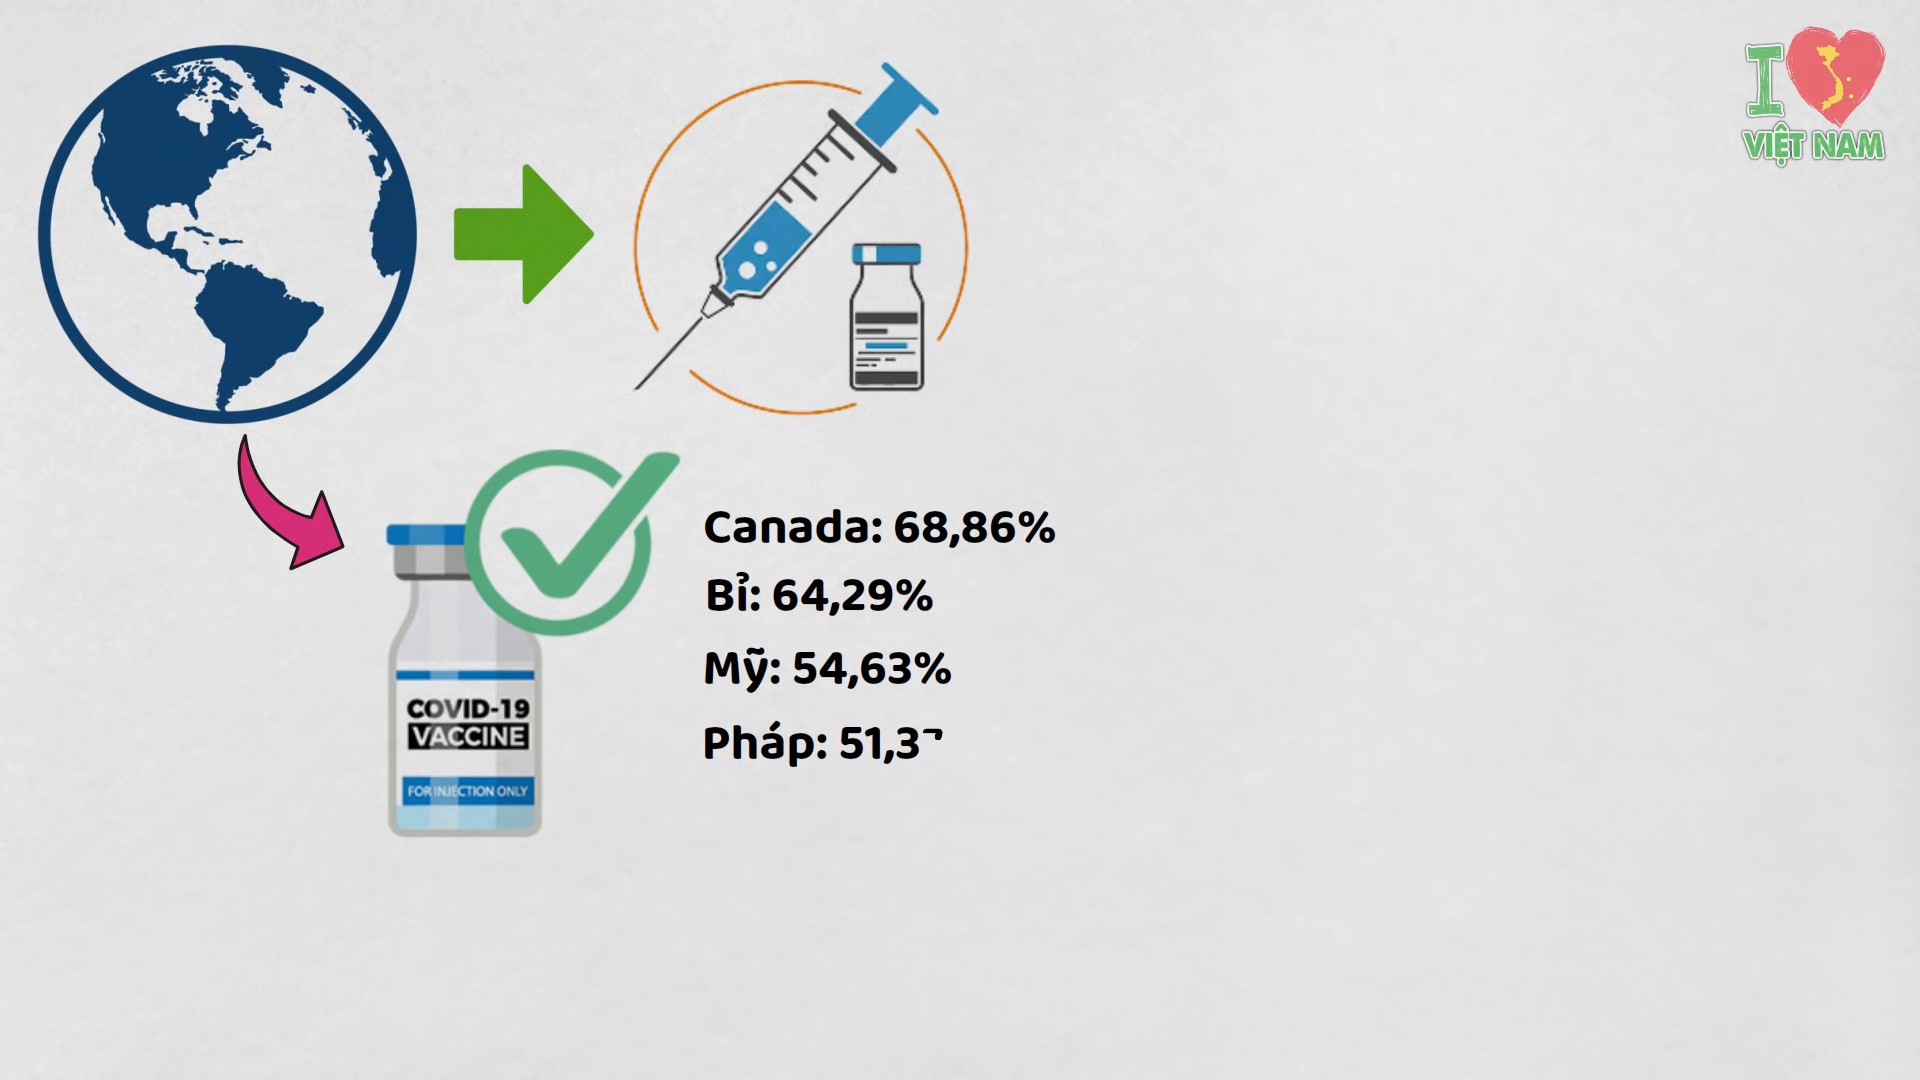 I
VIỆT NAM
Canada: 68,86%
Bỉ: 64,29%
Mỹ: 54,63%
Pháp: 51,3
COVID-19
VACCINE
FOR INJECTION ONLY